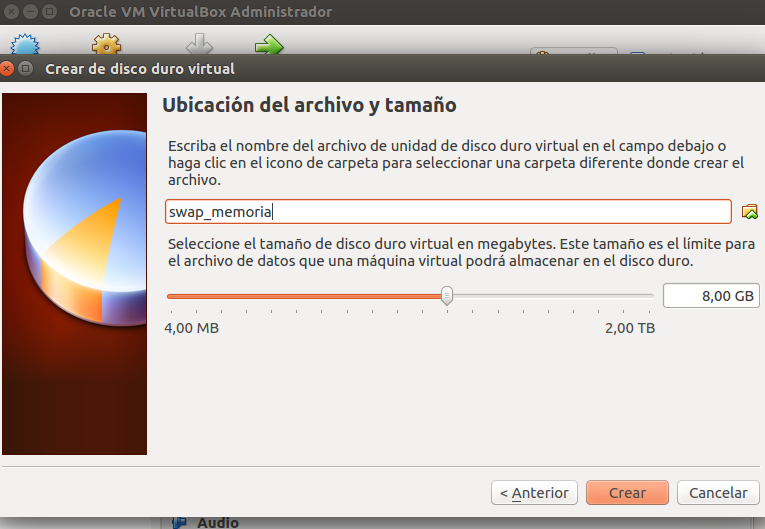 Oracle VM VirtualBox Administrador
Crear de disco duro virtual
Ubicación del archivo y tamaño
Escriba el nombre del archivo de unidad de disco duro virtual en el campo debajo o
haga clic en el icono de carpeta para seleccionar una carpeta diferente donde crear el
archivo.
swap_memoria
Seleccione el tamaño de disco duro virtual en megabytes. Este tamaño es el límite para
el archivo de datos que una máquina virtual podrá almacenar en el disco duro.
8,00 GB
4,00 MB 2,00 TB
< Anterior Crear Cancelar
Audio